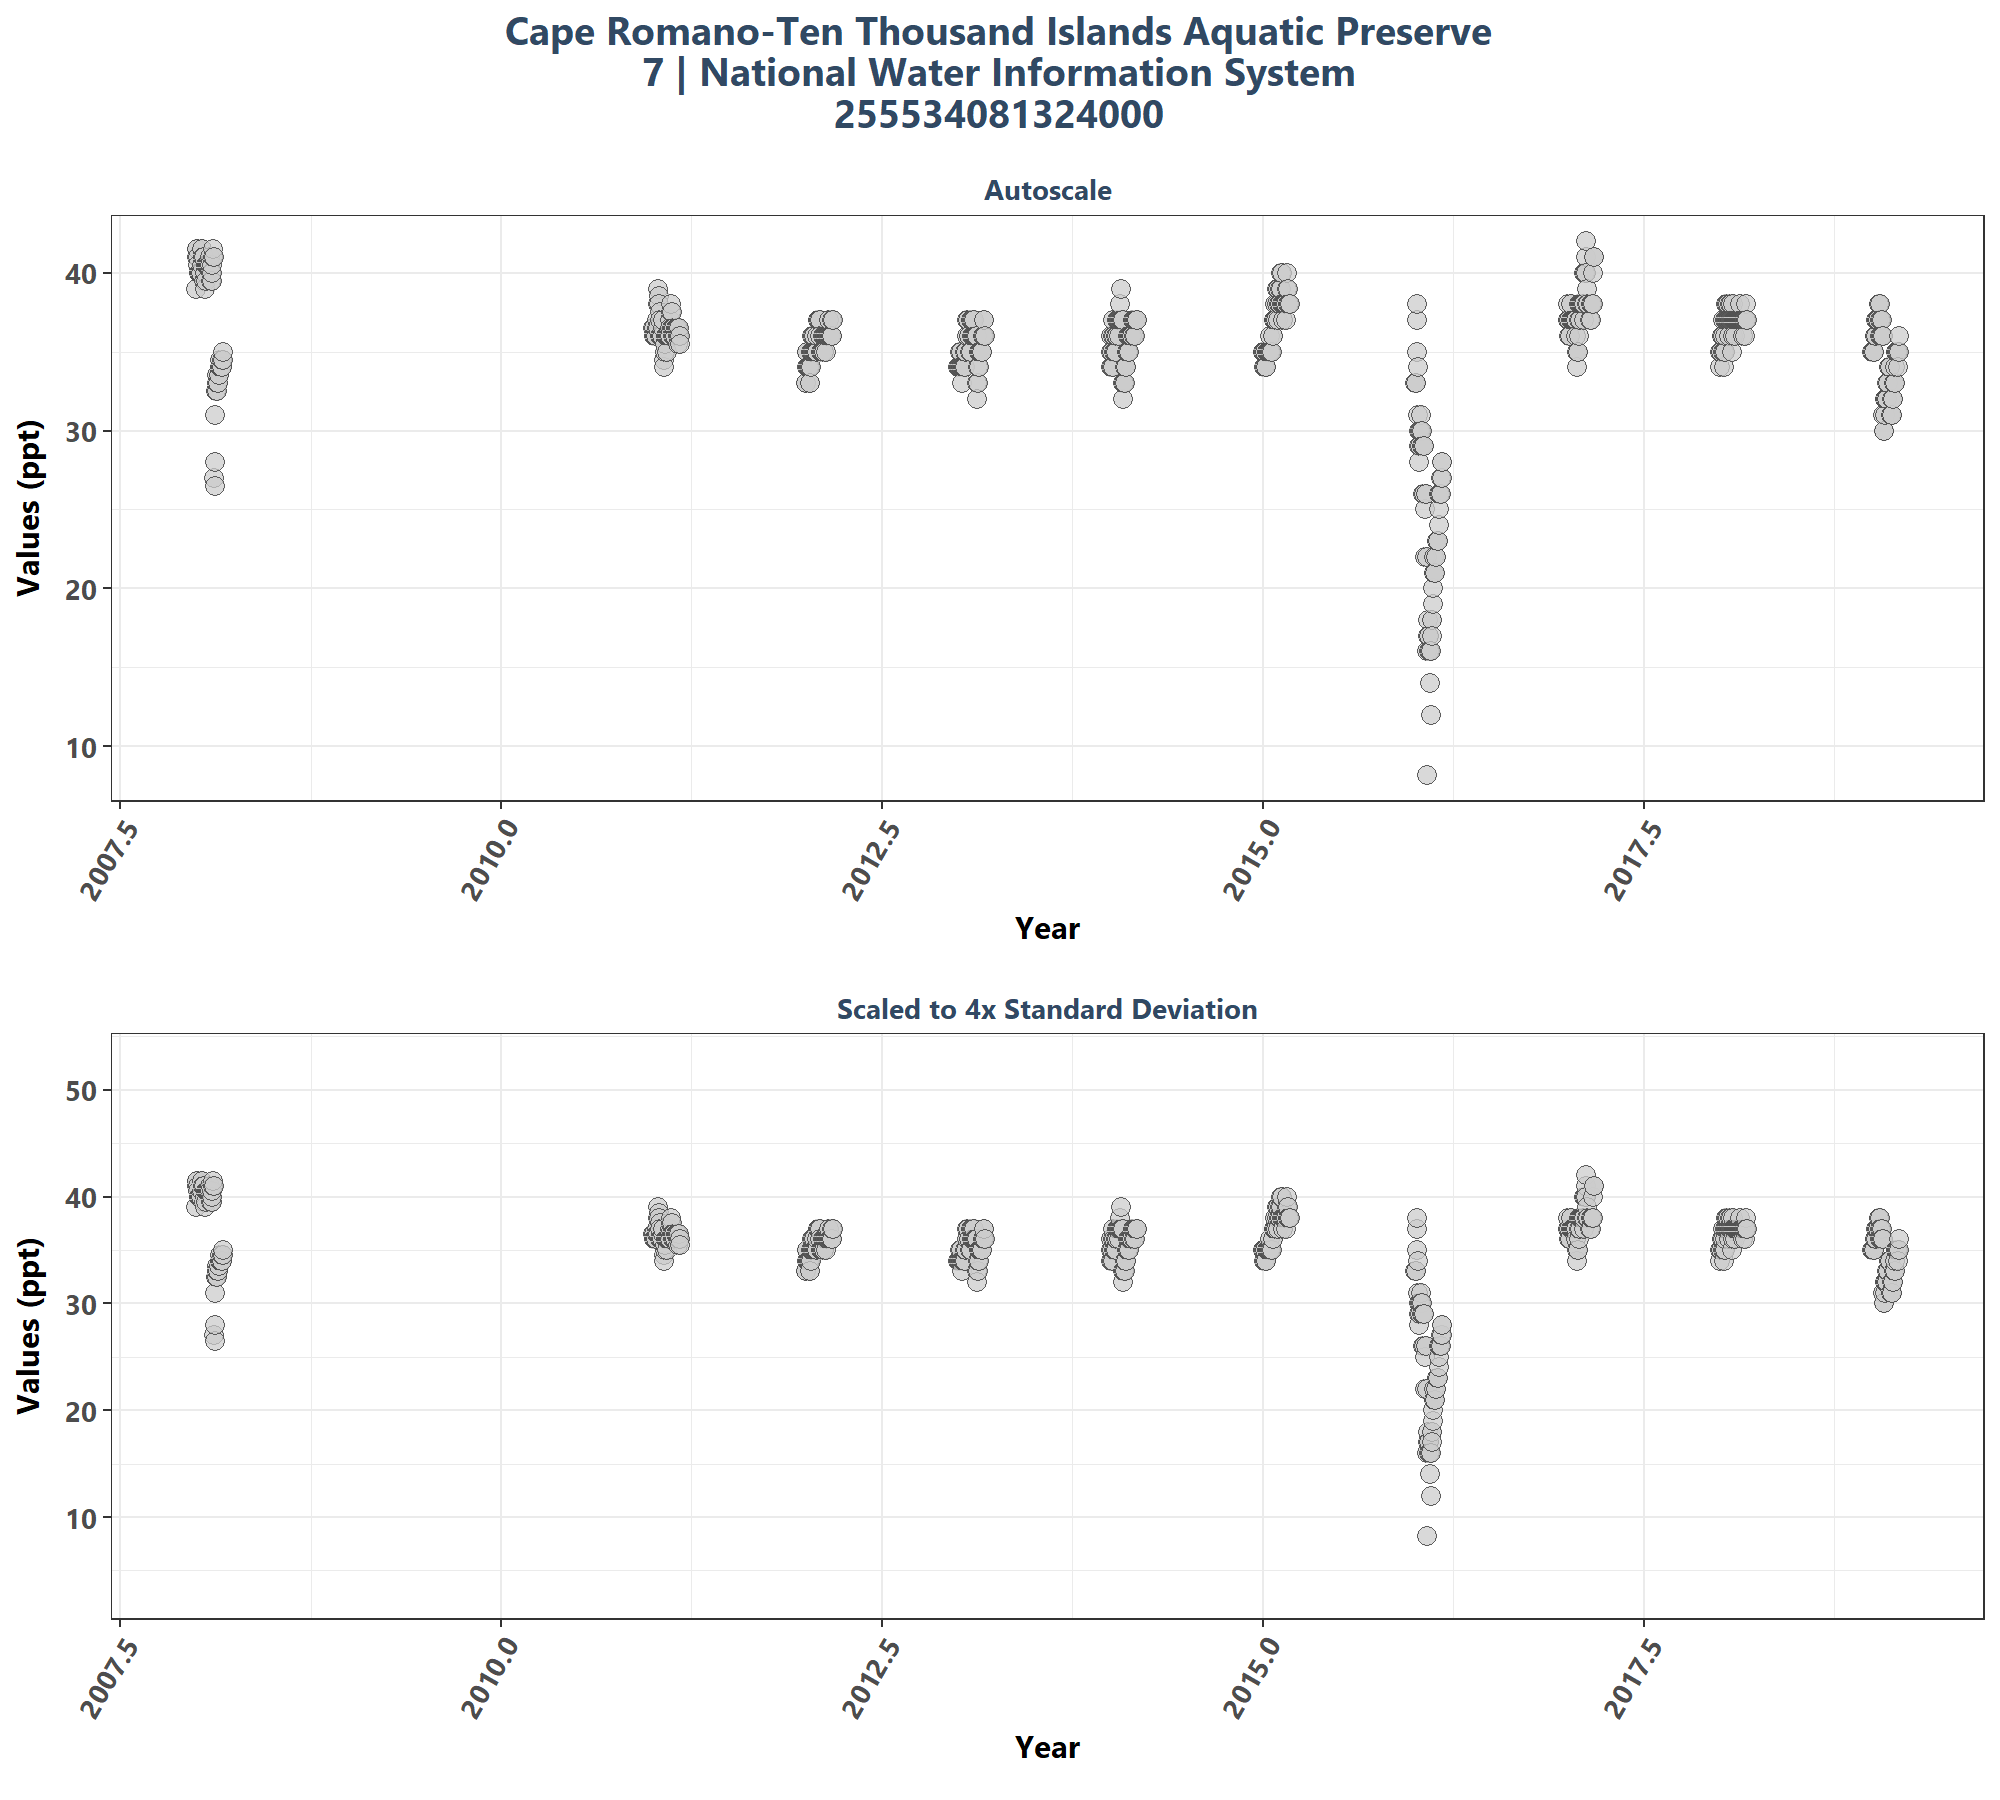 Cape Romano-Ten Thousand Islands Aquatic Preserve
7 | National Water Information System
255534081324000
Autoscale
Values (ppt)
40
30
20
10
2007.5
2010.0
2012.5
2015.0
2017.5
Year
Scaled to 4x Standard Deviation
Values (ppt)
50
40
30
20
10
2007.5
2010.0
2012.5
2015.0
2017.5
Year